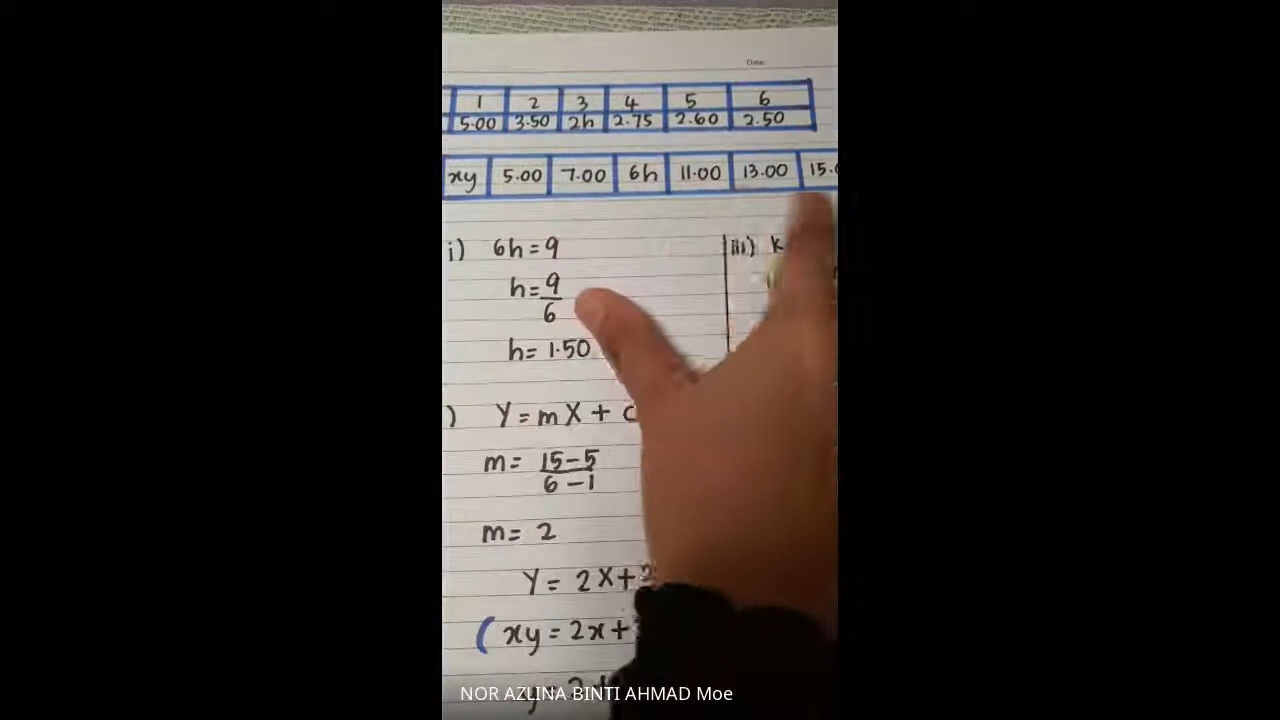 Date:
1 2 3 4 5 6
5.00 3.50 2h 2.75 2.60 2.50
xy 5.00 7.00 6h 11.00 13.00 15.
i) 6h = 9
h = 9/6
h = 1.50
iii) k
) Y = mX + c
m = 15-5/6-1
m = 2
Y = 2X +
( xy = 2x +
NOR AZLINA BINTI AHMAD Moe